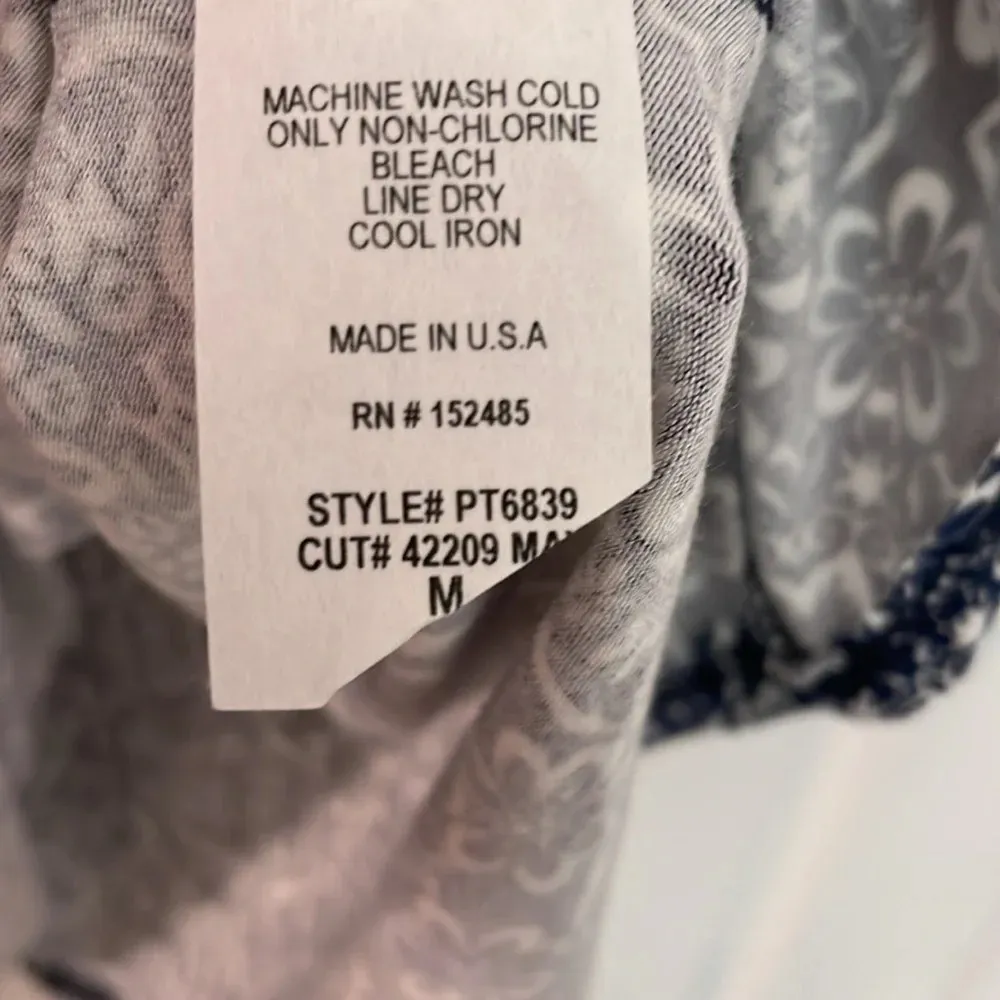 MACHINE WASH COLD
ONLY NON-CHLORINE
BLEACH
LINE DRY
COOL IRON
MADE IN U.S.A
RN # 152485
STYLE# PT6839
CUT# 42209
M